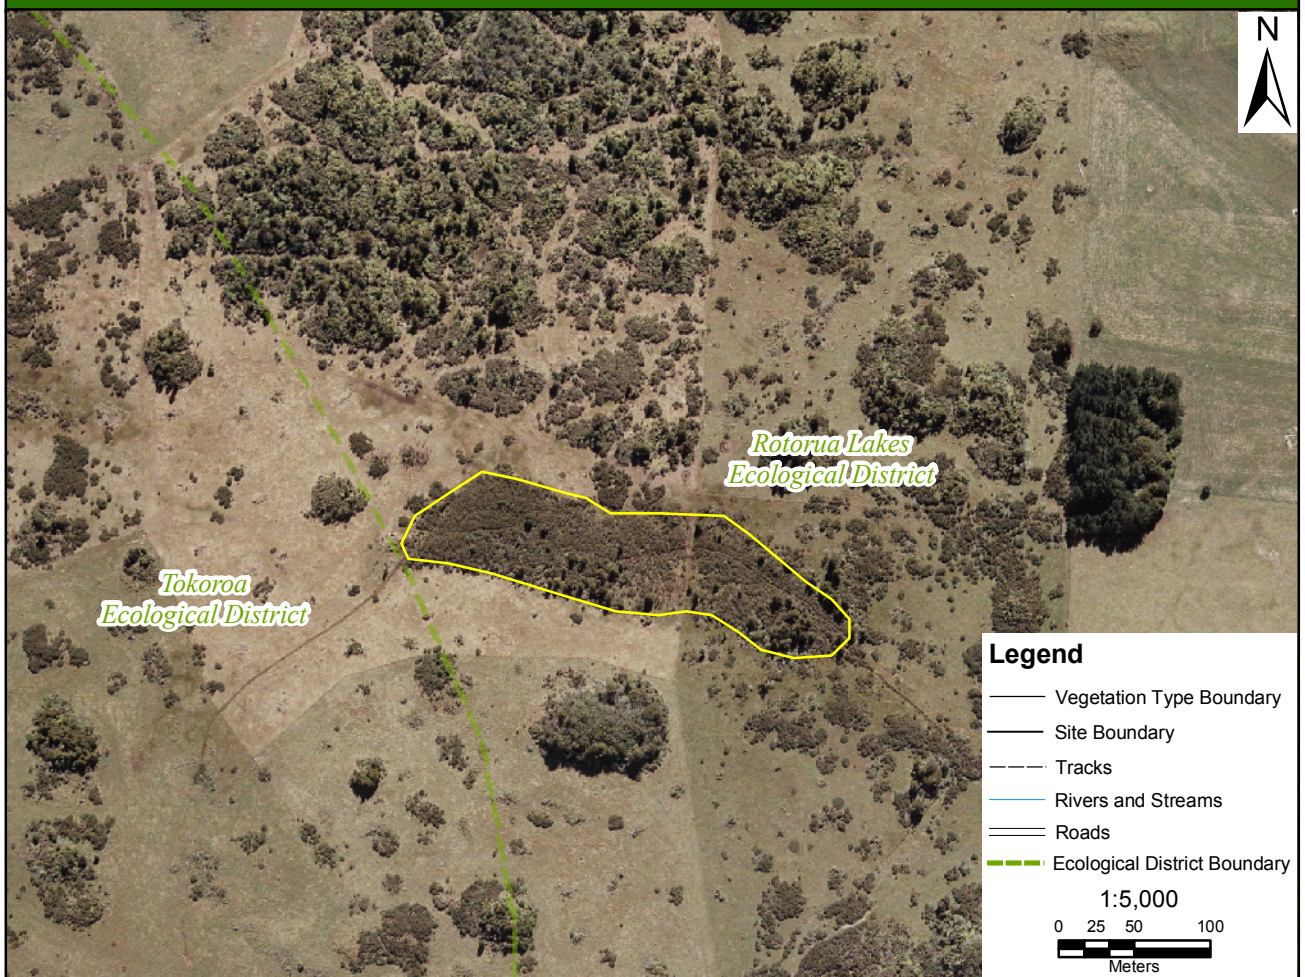 N
Rotorua Lakes
Ecological District
Tokoroa
Ecological District
Legend
Vegetation Type Boundary
Site Boundary
Tracks
Rivers and Streams
Roads
Ecological District Boundary
1:5,000
0 25 50 100
Meters